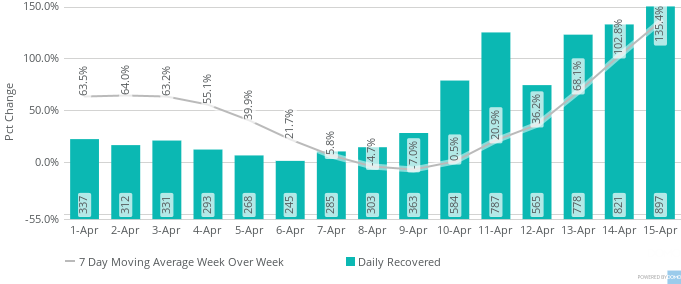 150.0%
100.0%
50.0%
0.0%
-55.0%
Pct Change
63.5% 64.0% 63.2% 55.1% 39.9% 21.7% 5.8% -4.7% -7.0% 0.5% 20.9% 36.2% 68.1% 102.8% 135.4%
337 312 331 293 268 245 285 303 363 584 787 565 778 821 897
1-Apr 2-Apr 3-Apr 4-Apr 5-Apr 6-Apr 7-Apr 8-Apr 9-Apr 10-Apr 11-Apr 12-Apr 13-Apr 14-Apr 15-Apr
7 Day Moving Average Week Over Week Daily Recovered
POWERED BY DOMO